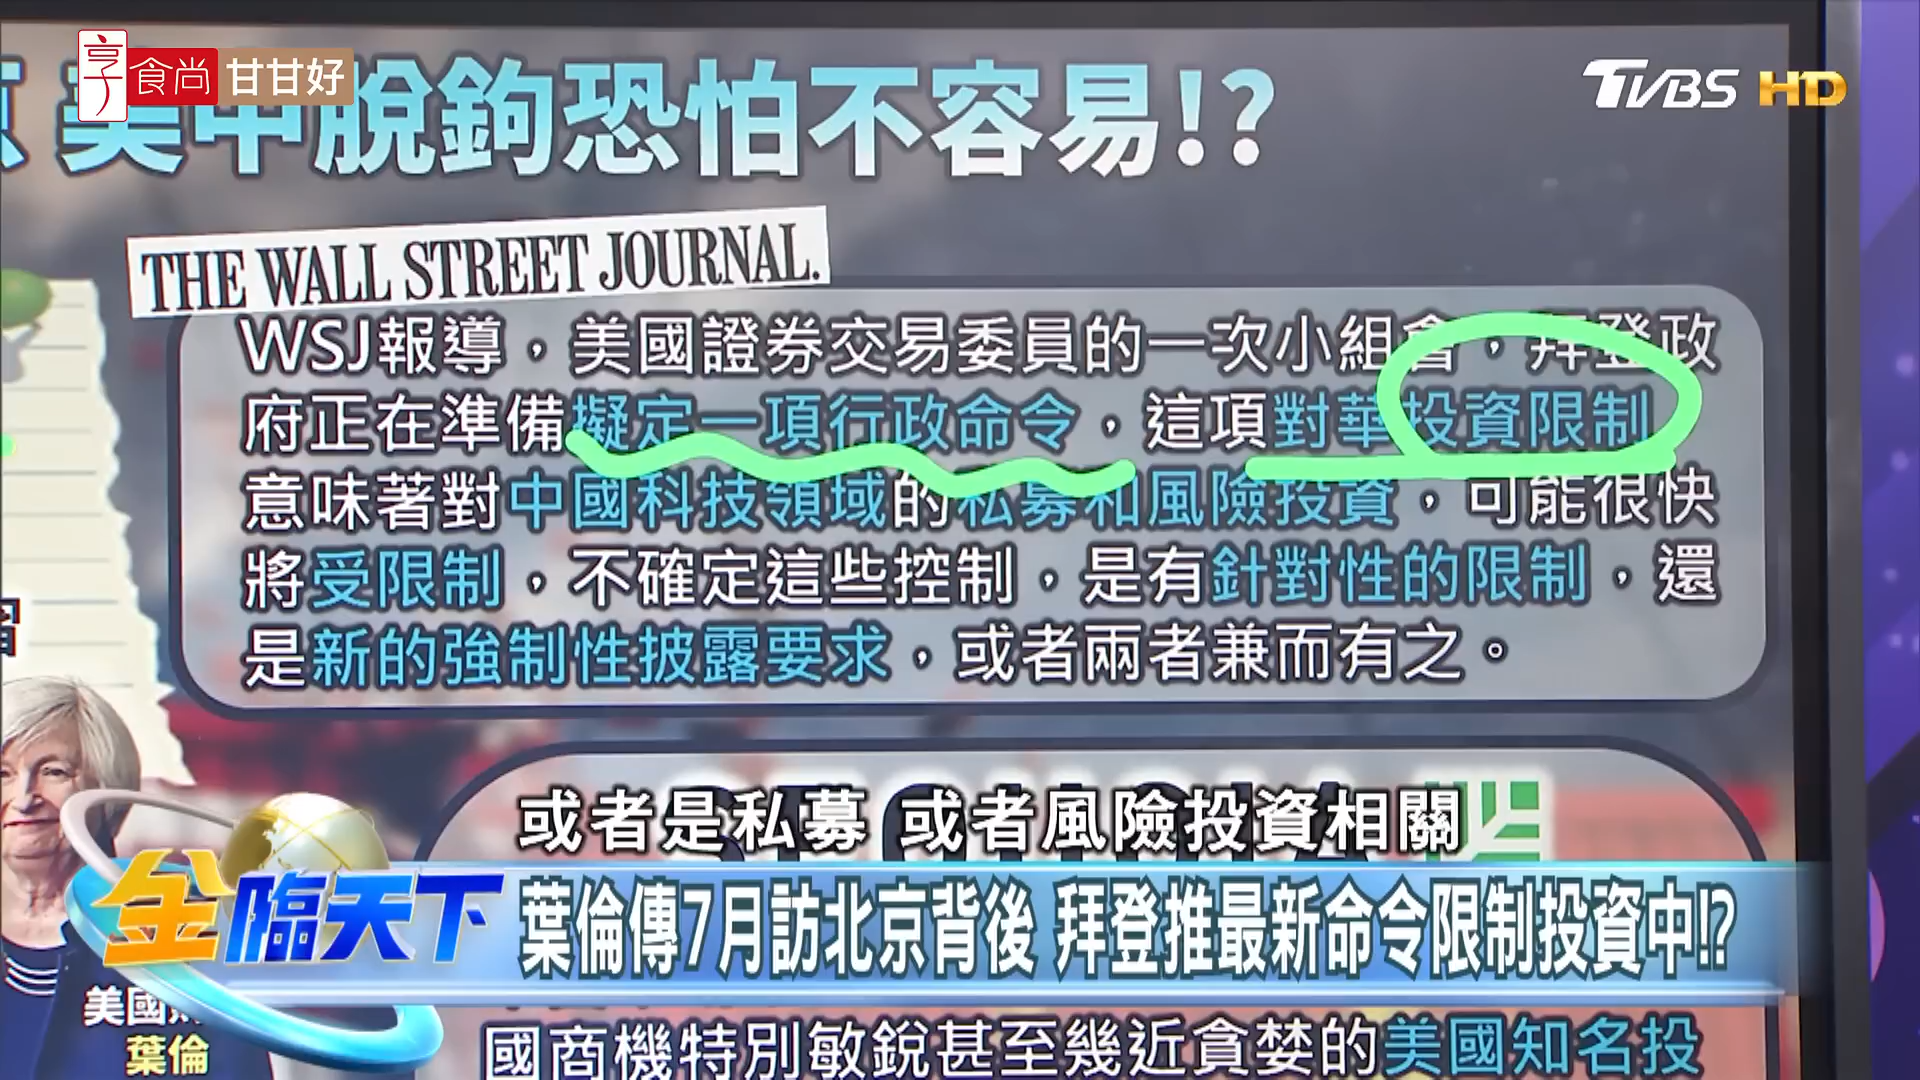 享
食尚 甘甘好
TVBS HD
美中脫鉤恐怕不容易!?
THE WALL STREET JOURNAL.
WSJ報導，美國證券交易委員的一次小組會，拜登政
府正在準備擬定一項行政命令，這項對華投資限制
意味著對中國科技領域的私募和風險投資，可能很快
將受限制，不確定這些控制，是有針對性的限制，還
是新的強制性披露要求，或者兩者兼而有之。
或者是私募 或者風險投資相關
金臨天下
葉倫傳7月訪北京背後 拜登推最新命令限制投資中!?
美國
葉倫
國商機特別敏銳甚至幾近貪婪的美國知名投